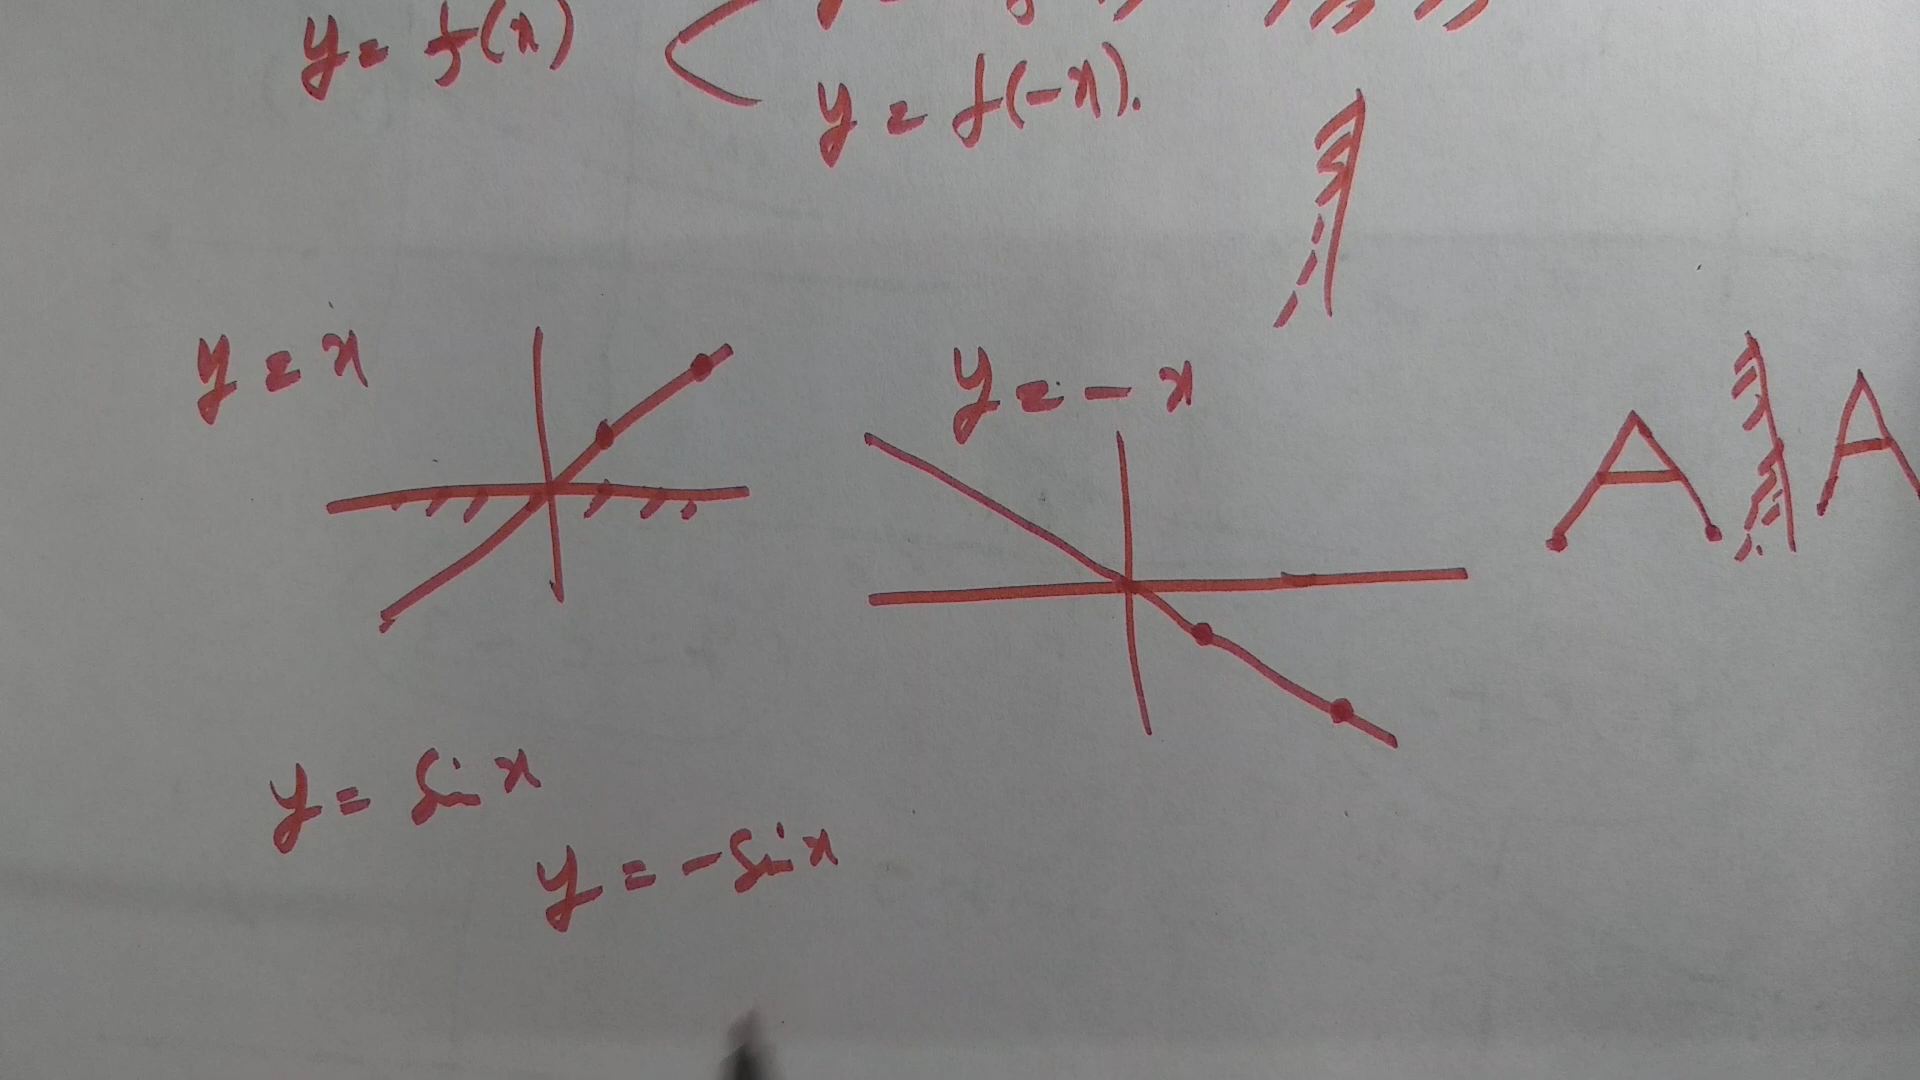 y = f(x)
y = f(-x).
y = x
y = - x
A A
y = sin x
y = -sin x